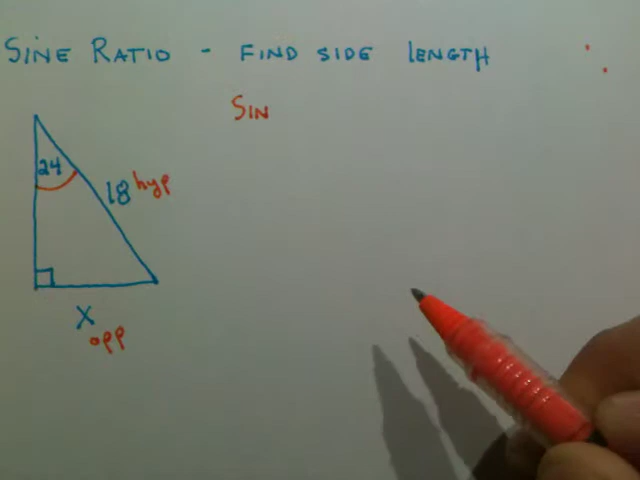 SINE RATIO - FIND SIDE LENGTH
SIN
24
18 hyp
X
opp